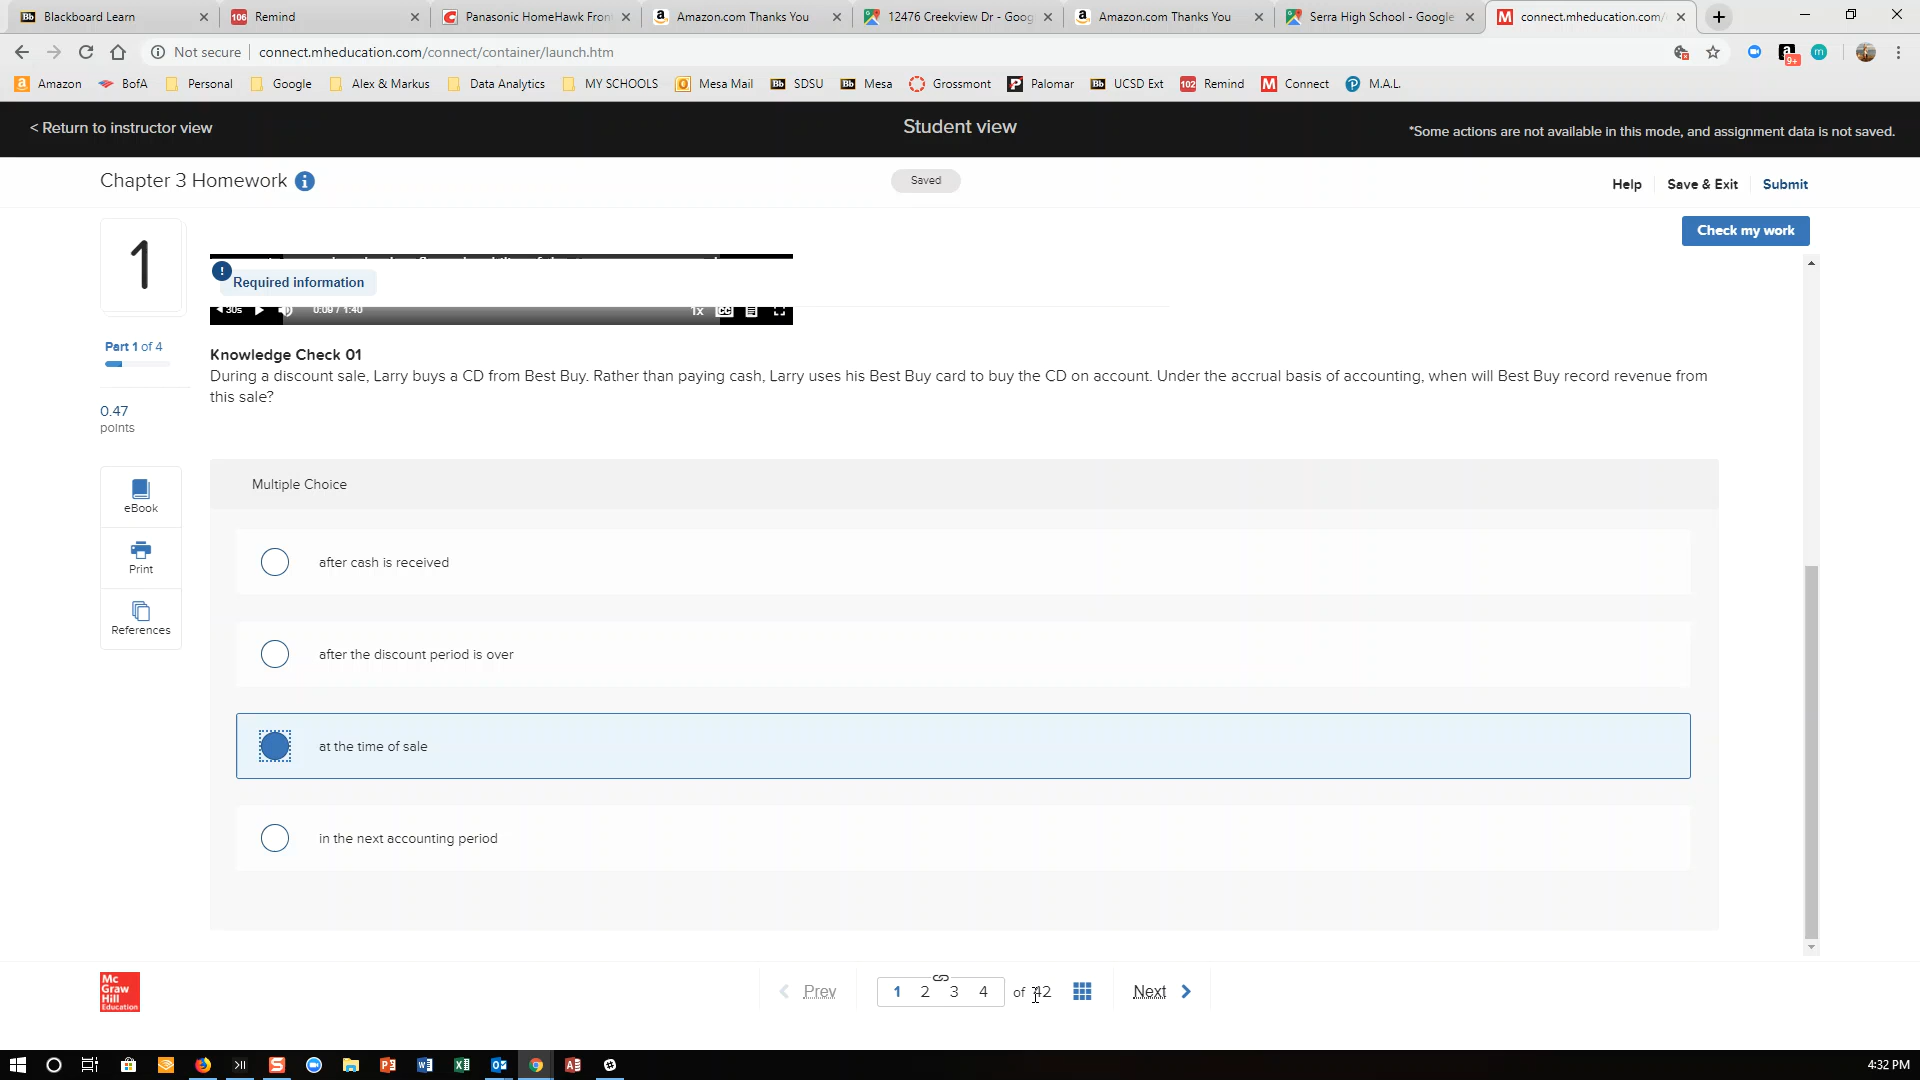 Blackboard Learn
Remind
Panasonic HomeHawk Fron
Amazon.com Thanks You
12476 Creekview Dr - Goog
Amazon.com Thanks You
Serra High School - Google
connect.mheducation.com/
Not secure
connect.mheducation.com/connect/container/launch.htm
9+
Amazon
BofA
Personal
Google
Alex & Markus
Data Analytics
MY SCHOOLS
Mesa Mail
SDSU
Mesa
Grossmont
Palomar
UCSD Ext
Remind
Connect
M.A.L.
< Return to instructor view
Student view
*Some actions are not available in this mode, and assignment data is not saved.
Chapter 3 Homework
Saved
Help
Save & Exit
Submit
1
Check my work
Required information
30s
0:09 / 1:40
1x
CC
Part 1 of 4
Knowledge Check 01
During a discount sale, Larry buys a CD from Best Buy. Rather than paying cash, Larry uses his Best Buy card to buy the CD on account. Under the accrual basis of accounting, when will Best Buy record revenue from
this sale?
0.47
points
Multiple Choice
eBook
Print
References
after cash is received
after the discount period is over
at the time of sale
in the next accounting period
Mc
Graw
Hill
Education
Prev
1 2 3 4 of 42
Next
4:32 PM